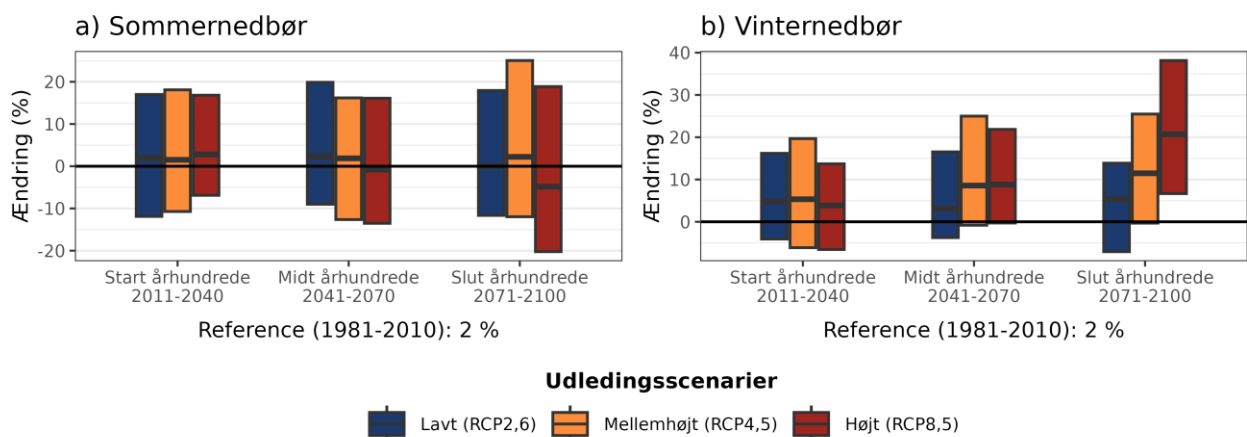 a) Sommernedbør
Ændring (%)
20
10
0
-10
-20
Start århundrede
2011-2040
Midt århundrede
2041-2070
Slut århundrede
2071-2100
Reference (1981-2010): 2 %
b) Vinternedbør
Ændring (%)
40
30
20
10
0
Start århundrede
2011-2040
Midt århundrede
2041-2070
Slut århundrede
2071-2100
Reference (1981-2010): 2 %
Udledingsscenarier
Lavt (RCP2,6)
Mellemhøjt (RCP4,5)
Højt (RCP8,5)